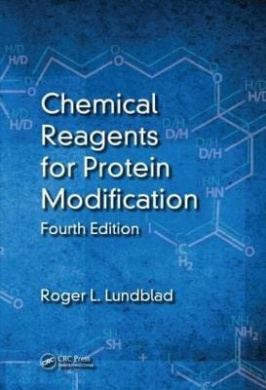 Chemical
Reagents
for Protein
Modification
Fourth Edition
Roger L. Lundblad
CRC Press